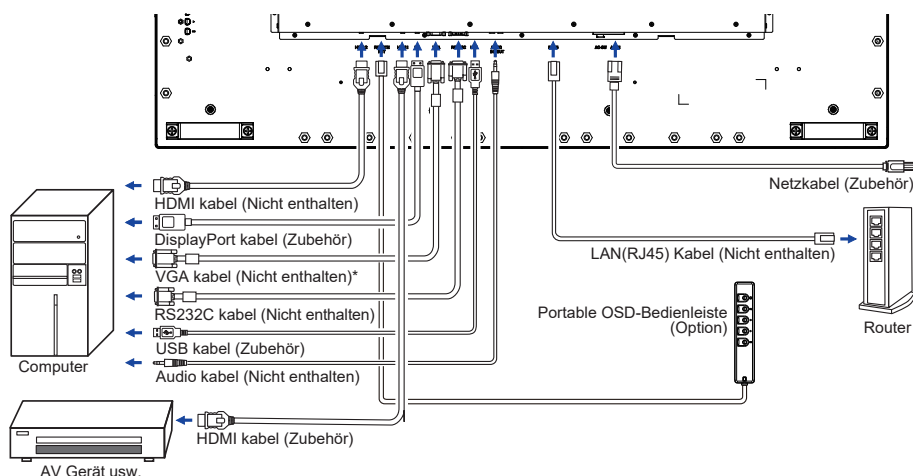 Netzkabel (Zubehör)
HDMI kabel (Nicht enthalten)
DisplayPort kabel (Zubehör)
LAN(RJ45) Kabel (Nicht enthalten)
VGA kabel (Nicht enthalten)*
RS232C kabel (Nicht enthalten)
Portable OSD-Bedienleiste
(Option)
Router
USB kabel (Zubehör)
Computer
Audio kabel (Nicht enthalten)
HDMI kabel (Zubehör)
AV Gerät usw.